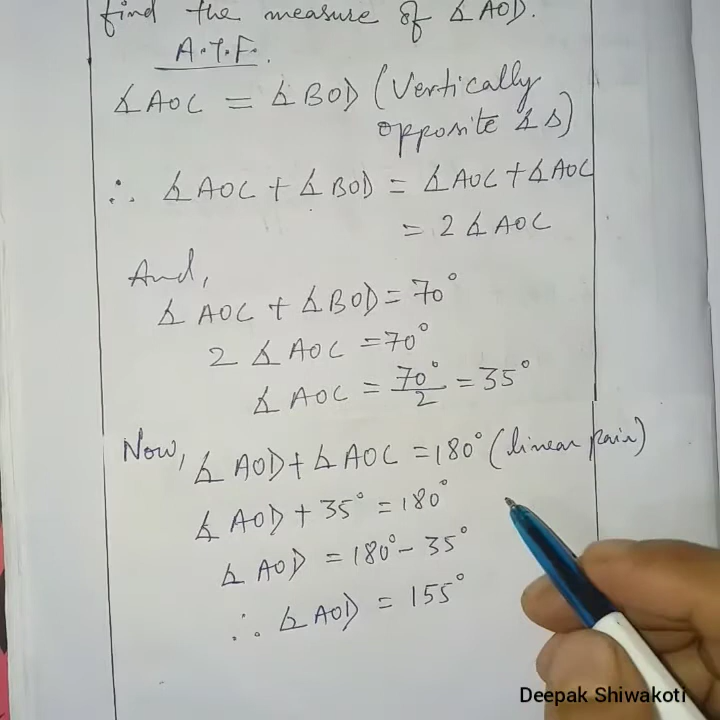 find the measure of ∡AOD.
A.T.F.
∡AOC = ∡BOD (Vertically
opposite ∡s)
∴ ∡AOC + ∡BOD = ∡AOC + ∡AOC
= 2 ∡AOC
And,
∡AOC + ∡BOD = 70°
2 ∡AOC = 70°
∡AOC = 70°/2 = 35°
Now, ∡AOD + ∡AOC = 180° (linear pair)
∡AOD + 35° = 180°
∡AOD = 180° - 35°
∴ ∡AOD = 155°
Deepak Shiwakoti